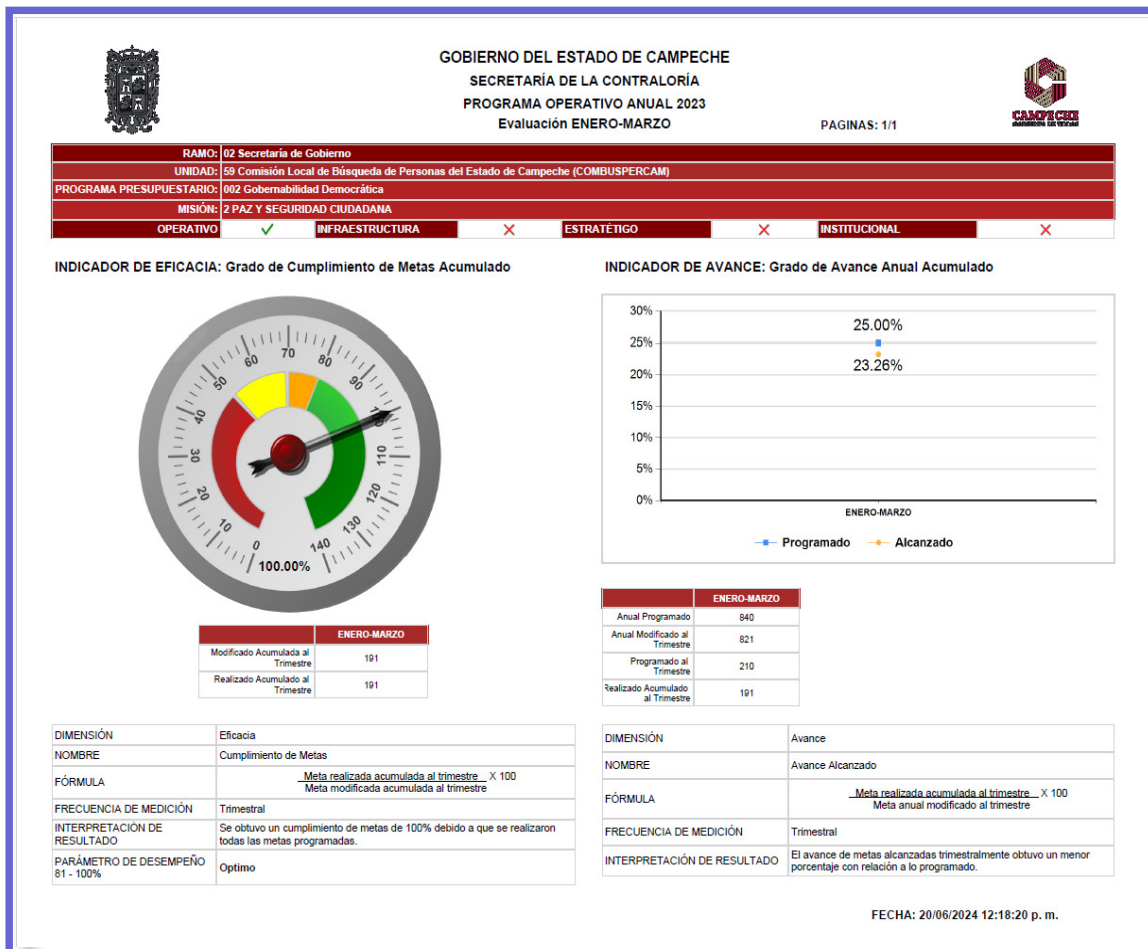 GOBIERNO DEL ESTADO DE CAMPECHE
SECRETARÍA DE LA CONTRALORÍA
PROGRAMA OPERATIVO ANUAL 2023
Evaluación ENERO-MARZO
PAGINAS: 1/1
CAMPECHE
RAMO: 02 Secretaria de Gobierno
UNIDAD: 59 Comisión Local de Búsqueda de Personas del Estado de Campeche (COMBUSPERCAM)
PROGRAMA PRESUPUESTARIO: 002 Gobernabilidad Democrática
MISIÓN: 2 PAZ Y SEGURIDAD CIUDADANA
OPERATIVO INFRAESTRUCTURA ESTRATÉTIGO INSTITUCIONAL
INDICADOR DE EFICACIA: Grado de Cumplimiento de Metas Acumulado
0
10
20
30
40
50
60
70
80
90
110
120
130
140
100.00%
ENERO-MARZO
Modificado Acumulada al
Trimestre
191
Realizado Acumulado al
Trimestre
191
DIMENSIÓN Eficacia
NOMBRE Cumplimiento de Metas
FÓRMULA
Meta realizada acumulada al trimestre X 100
Meta modificada acumulada al trimestre
FRECUENCIA DE MEDICIÓN Trimestral
INTERPRETACIÓN DE
RESULTADO
Se obtuvo un cumplimiento de metas de 100% debido a que se realizaron
todas las metas programadas.
PARÁMETRO DE DESEMPEÑO
81 - 100%
Optimo
INDICADOR DE AVANCE: Grado de Avance Anual Acumulado
30%
25%
20%
15%
10%
5%
0%
25.00%
23.26%
ENERO-MARZO
Programado Alcanzado
ENERO-MARZO
Anual Programado 840
Anual Modificado al
Trimestre
821
Programado al
Trimestre
210
Realizado Acumulado
al Trimestre
191
DIMENSIÓN Avance
NOMBRE Avance Alcanzado
FÓRMULA
Meta realizada acumulada al trimestre X 100
Meta anual modificado al trimestre
FRECUENCIA DE MEDICIÓN Trimestral
INTERPRETACIÓN DE RESULTADO
El avance de metas alcanzadas trimestralmente obtuvo un menor
porcentaje con relación a lo programado.
FECHA: 20/06/2024 12:18:20 p. m.